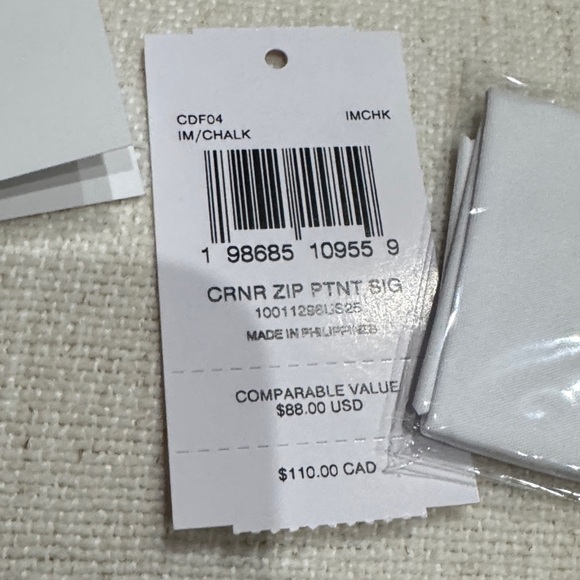 CDF04 IMCHK
IM/CHALK
1 98685 10955 9
CRNR ZIP PTNT SIG
10011296US25
MADE IN PHILIPPINES
COMPARABLE VALUE
$88.00 USD
$110.00 CAD